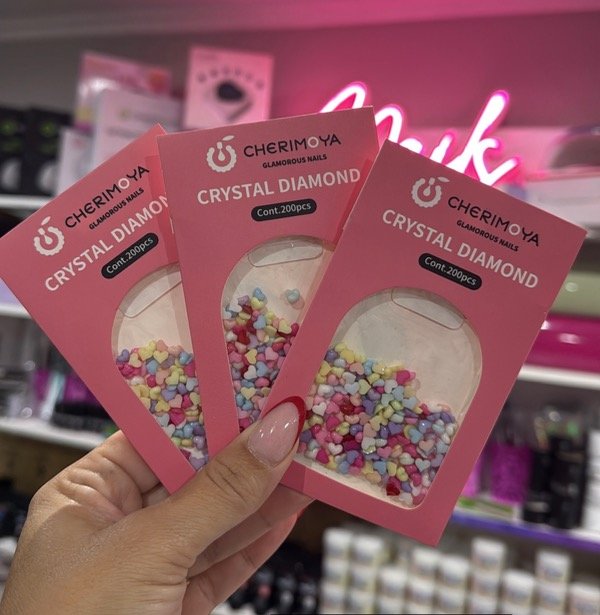 CHERIMOYA
GLAMOROUS NAILS
CRYSTAL DIAMON
Cont.200pcs
CHERIMOYA
GLAMOROUS NAILS
CRYSTAL DIAMOND
Cont.200pcs
CHERIMOYA
GLAMOROUS NAILS
CRYSTAL DIAMOND
Cont.200pcs